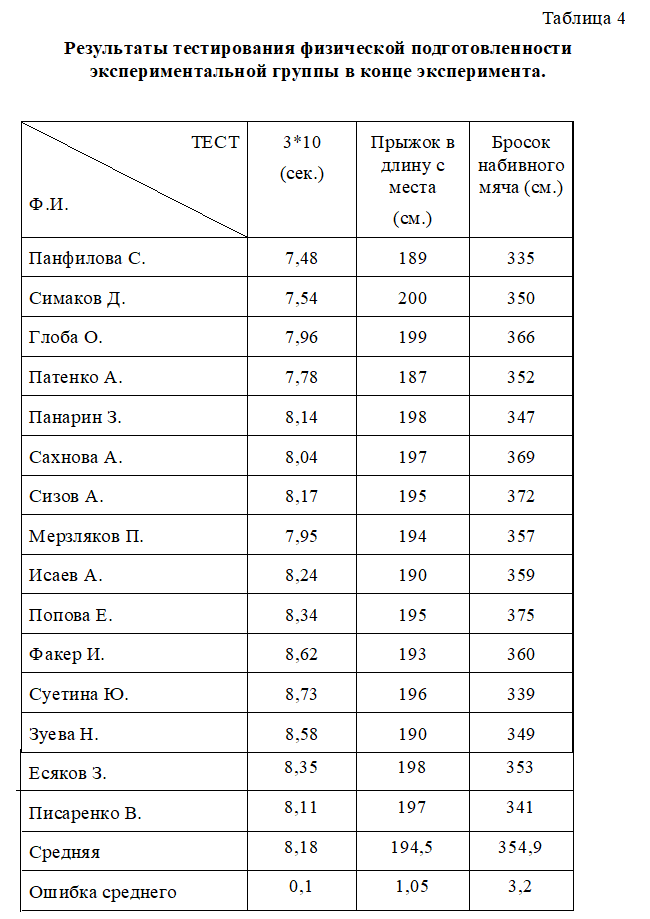 Таблица 4
Результаты тестирования физической подготовленности
экспериментальной группы в конце эксперимента.
ТЕСТ
Ф.И.
3*10
(сек.)
Прыжок в
длину с
места
(см.)
Бросок
набивного
мяча (см.)
Панфилова С. 7,48 189 335
Симаков Д. 7,54 200 350
Глоба О. 7,96 199 366
Патенко А. 7,78 187 352
Панарин З. 8,14 198 347
Сахнова А. 8,04 197 369
Сизов А. 8,17 195 372
Мерзляков П. 7,95 194 357
Исаев А. 8,24 190 359
Попова Е. 8,34 195 375
Факер И. 8,62 193 360
Суетина Ю. 8,73 196 339
Зуева Н. 8,58 190 349
Есяков З. 8,35 198 353
Писаренко В. 8,11 197 341
Средняя 8,18 194,5 354,9
Ошибка среднего 0,1 1,05 3,2